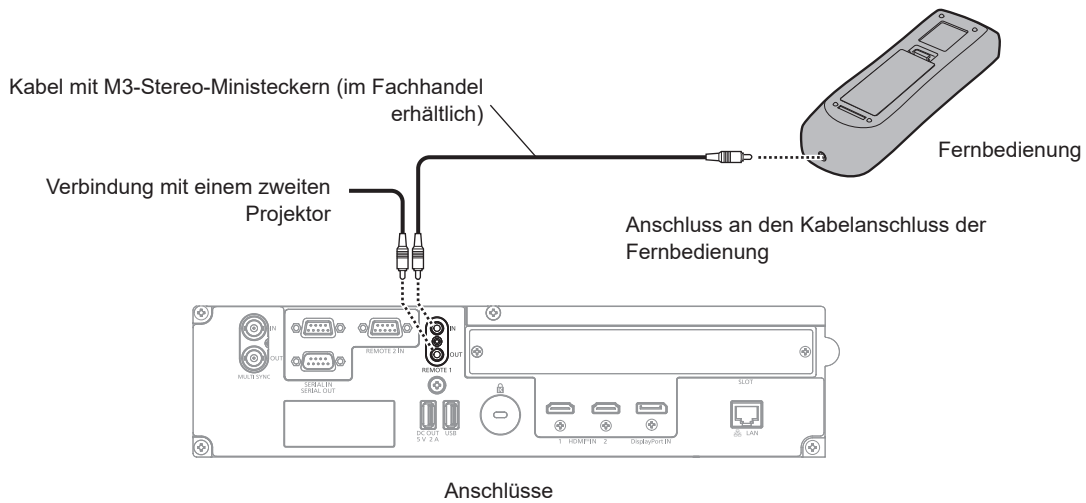 Kabel mit M3-Stereo-Ministeckern (im Fachhandel
erhältlich)
Fernbedienung
Verbindung mit einem zweiten
Projektor
Anschluss an den Kabelanschluss der
Fernbedienung
IN
OUT
MULTI SYNC
REMOTE 2 IN
SERIAL IN
SERIAL OUT
IN
OUT
REMOTE 1
DC OUT
5 V 2 A
USB
1 HDMI™IN 2
DisplayPort IN
SLOT
LAN
Anschlüsse